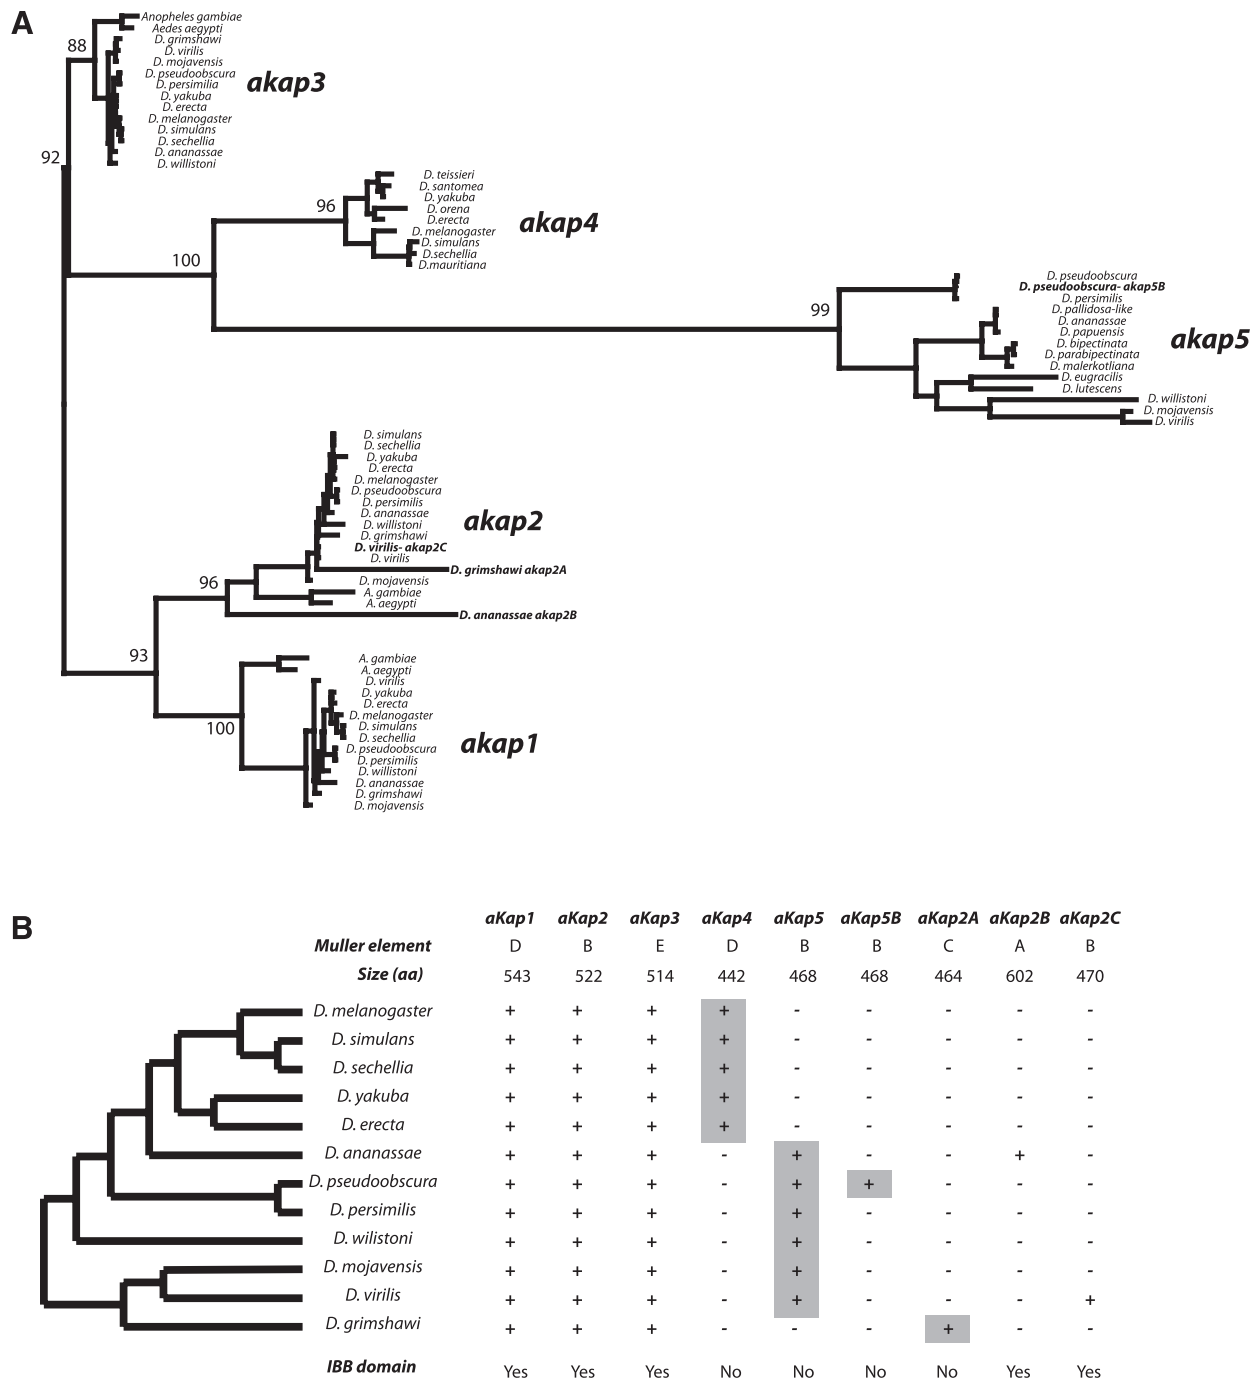 A
Anopheles gambiae
Aedes aegypti
D. grimshawi
D. virilis
D. mojavensis
D. pseudoobscura
D. persimilia
D. yakuba
D. erecta
D. melanogaster
D. simulans
D. sechellia
D. ananassae
D. willistoni
88
akap3
92
D. teissieri
D. santomea
D. yakuba
D. orena
D.erecta
D. melanogaster
D. simulans
D.sechellia
D.mauritiana
96
akap4
100
D. pseudoobscura
D. pseudoobscura- akap5B
D. persimilis
D. pallidosa-like
D. ananassae
D. papuensis
D. bipectinata
D. parabipectinata
D. malerkotliana
D. eugracilis
D. lutescens
D. willistoni
D. mojavensis
D. virilis
99
akap5
D. simulans
D. sechellia
D. yakuba
D. erecta
D. melanogaster
D. pseudoobscura
D. persimilis
D. ananassae
D. willistoni
D. grimshawi
D. virilis- akap2C
D. virilis
D. grimshawi akap2A
D. mojavensis
A. gambiae
A. aegypti
D. ananassae akap2B
96
akap2
93
A. gambiae
A. aegypti
D. virilis
D. yakuba
D. erecta
D. melanogaster
D. simulans
D. sechellia
D. pseudoobscura
D. persimilis
D. willistoni
D. ananassae
D. grimshawi
D. mojavensis
100
akap1
B
aKap1 aKap2 aKap3 aKap4 aKap5 aKap5B aKap2A aKap2B aKap2C
Muller element D B E D B B C A B
Size (aa) 543 522 514 442 468 468 464 602 470
D. melanogaster + + + + - - - - -
D. simulans + + + + - - - - -
D. sechellia + + + + - - - - -
D. yakuba + + + + - - - - -
D. erecta + + + + - - - - -
D. ananassae + + + - + - - + -
D. pseudoobscura + + + - + + - - -
D. persimilis + + + - + - - - -
D. wilistoni + + + - + - - - -
D. mojavensis + + + - + - - - -
D. virilis + + + - + - - - +
D. grimshawi + + + - - - + - -
IBB domain Yes Yes Yes No No No No Yes Yes